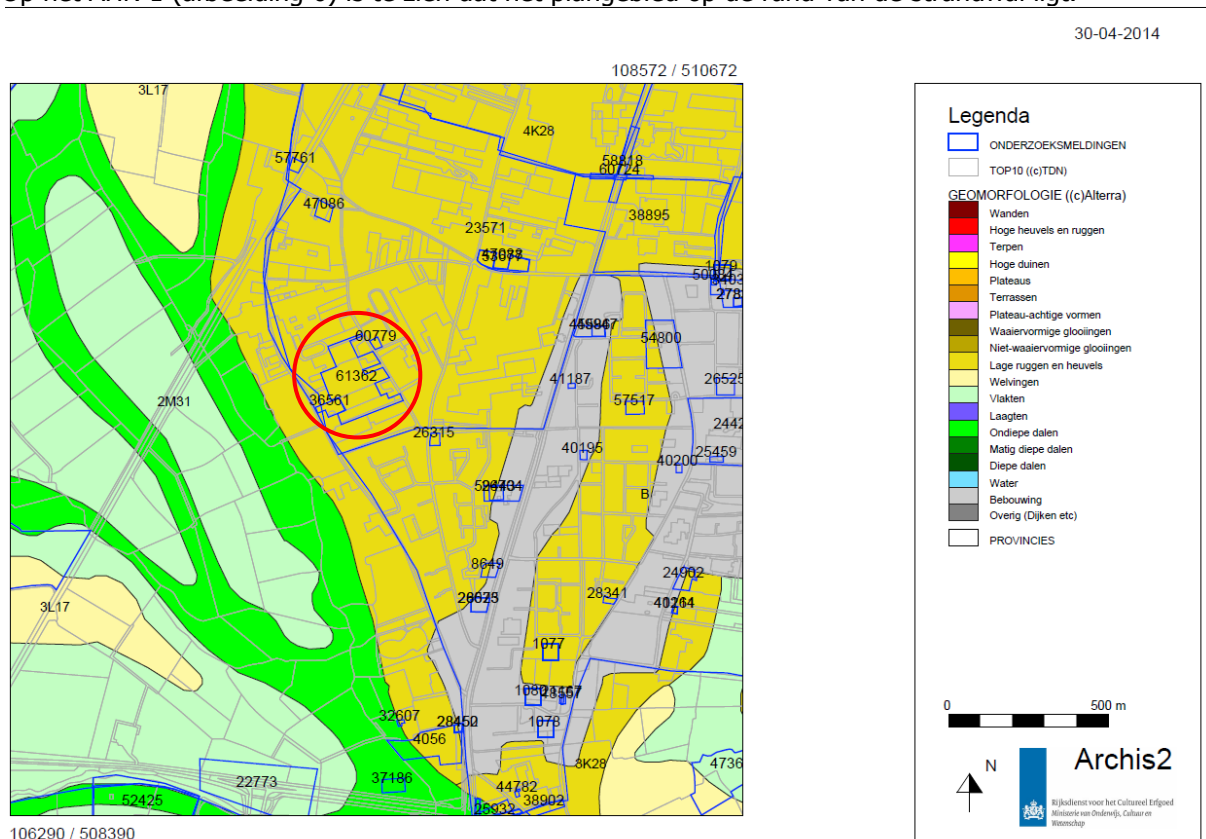 30-04-2014
108572 / 510672
3L17
4K28
57761
58818
60724
47086
38895
23571
60779
54800
61362
41187
26525
36561
57517
2M31
26315
2442
40195
25459
40200
B
8649
24902
3L17
28341
1077
32607
1078
4056
3K28
4736
37186
22773
44782
52425
38902
25932
106290 / 508390
Legenda
ONDERZOEKSMELDINGEN
TOP10 ((c)TDN)
GEOMORFOLOGIE ((c)Alterra)
Wanden
Hoge heuvels en ruggen
Terpen
Hoge duinen
Plateaus
Terrassen
Plateau-achtige vormen
Waaiervormige glooiingen
Niet-waaiervormige glooiingen
Lage ruggen en heuvels
Welvingen
Vlakten
Laagten
Ondiepe dalen
Matig diepe dalen
Diepe dalen
Water
Bebouwing
Overig (Dijken etc)
PROVINCIES
0 500 m
N
Archis2
Rijksdienst voor het Cultureel Erfgoed
Ministerie van Onderwijs, Cultuur en
Wetenschap